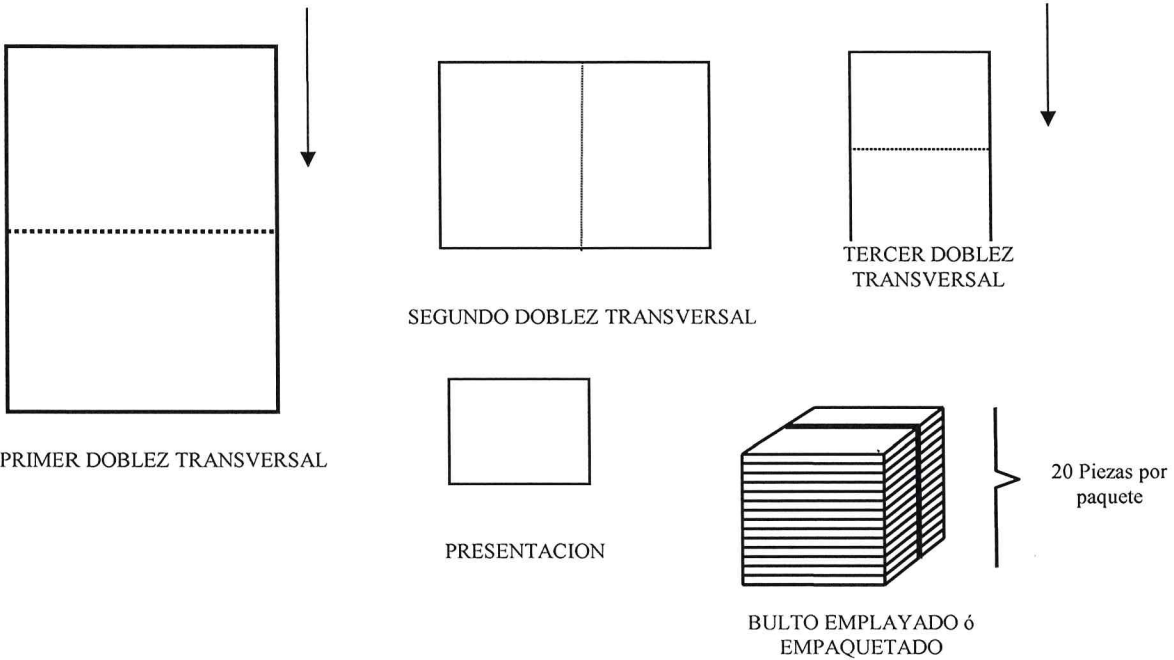 TERCER DOBLEZ
TRANSVERSAL
SEGUNDO DOBLEZ TRANSVERSAL
PRIMER DOBLEZ TRANSVERSAL
20 Piezas por
paquete
PRESENTACION
BULTO EMPLAYADO ó
EMPAQUETADO